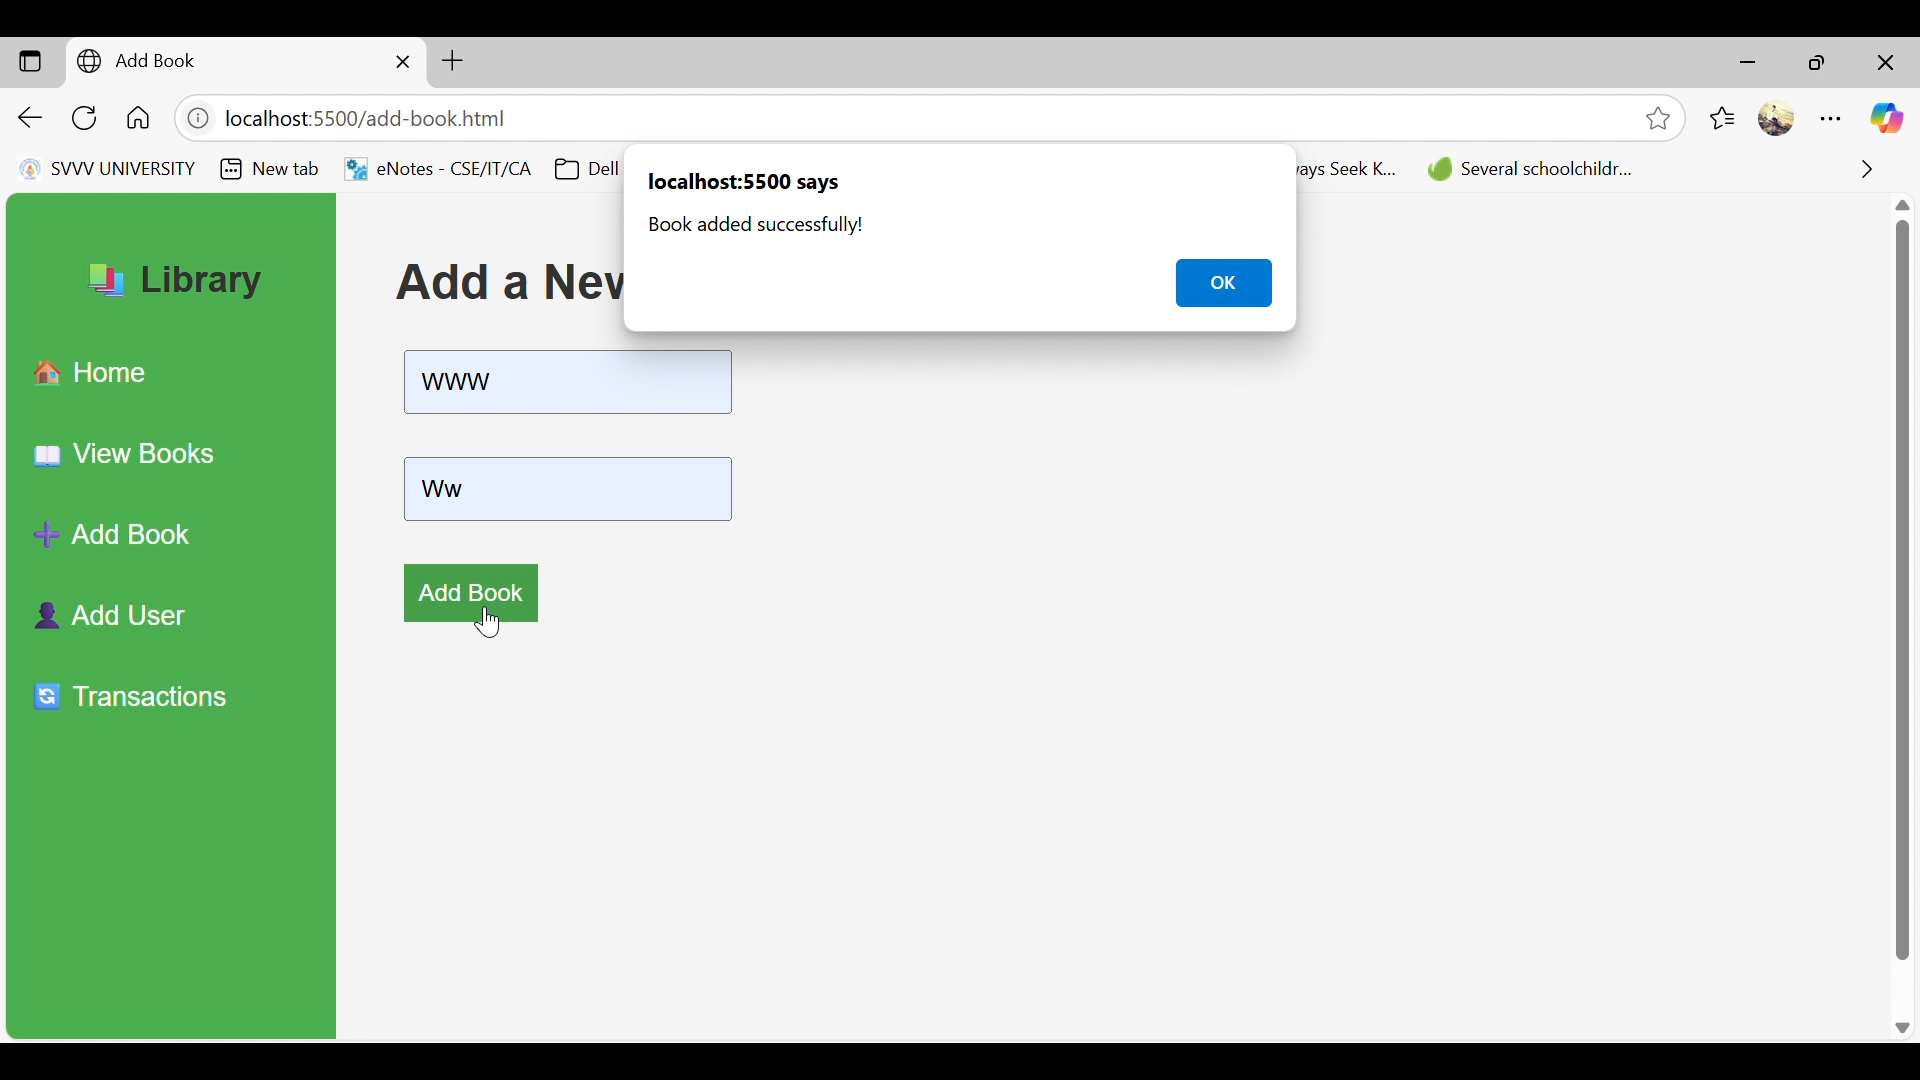 Add Book
localhost:5500/add-book.html
SVVV UNIVERSITY
New tab
eNotes - CSE/IT/CA
Dell
Seek K...
Several schoolchildr...
localhost:5500 says
Book added successfully!
OK
Library
Home
View Books
Add Book
Add User
Transactions
Add a
WWW
Ww
Add Book